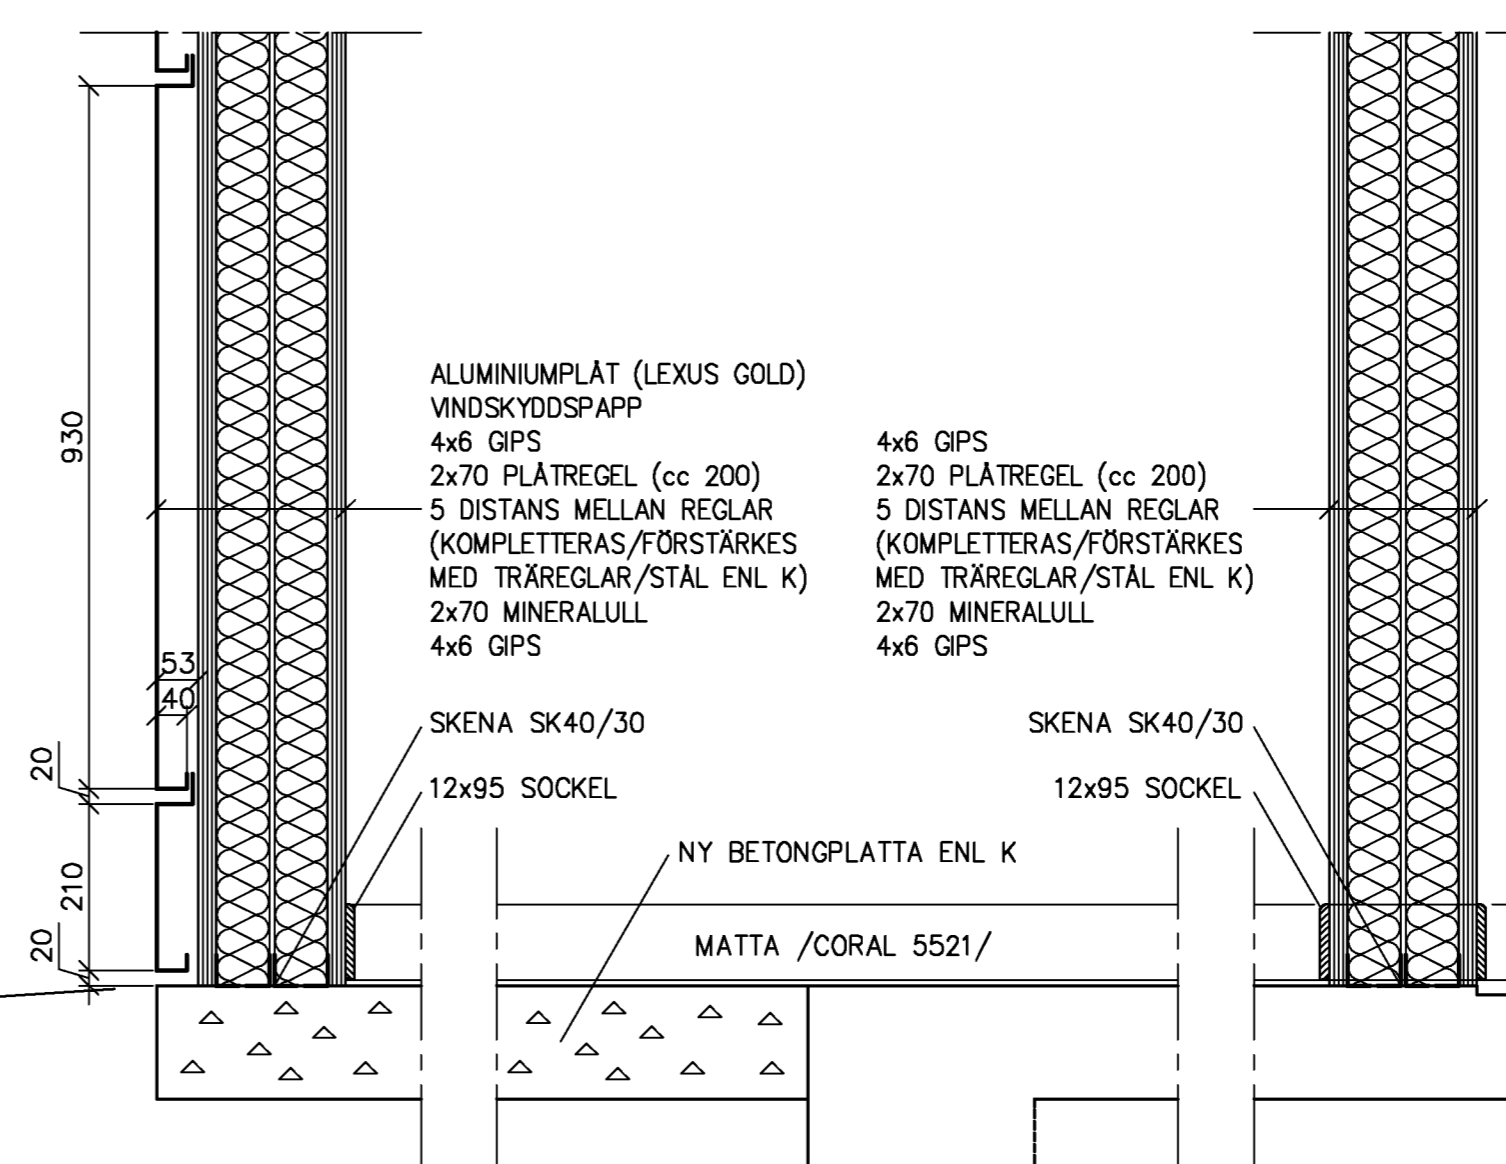 ALUMINIUMPLÅT (LEXUS GOLD)
VINDSKYDDSPAPP
4x6 GIPS
2x70 PLÅTREGEL (cc 200)
5 DISTANS MELLAN REGLAR
(KOMPLETTERAS/FÖRSTÄRKES
MED TRÄREGLAR/STÅL ENL K)
2x70 MINERALULL
4x6 GIPS
4x6 GIPS
2x70 PLÅTREGEL (cc 200)
5 DISTANS MELLAN REGLAR
(KOMPLETTERAS/FÖRSTÄRKES
MED TRÄREGLAR/STÅL ENL K)
2x70 MINERALULL
4x6 GIPS
930
53
40
20
210
20
SKENA SK40/30
SKENA SK40/30
12x95 SOCKEL
12x95 SOCKEL
NY BETONGPLATTA ENL K
MATTA /CORAL 5521/